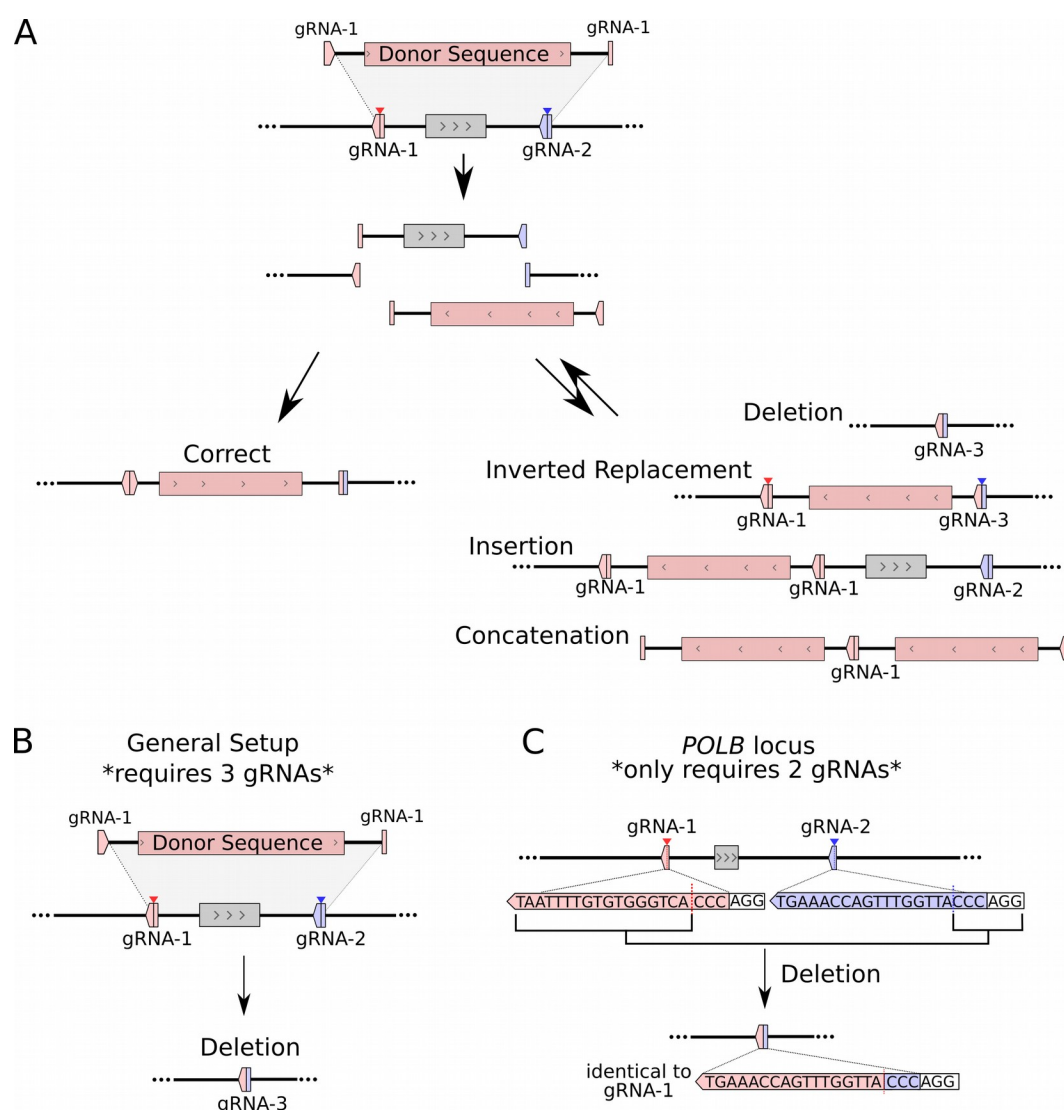 A
gRNA-1
gRNA-1
Donor Sequence
gRNA-1
gRNA-2
Deletion
gRNA-3
Correct
Inverted Replacement
gRNA-1
gRNA-3
Insertion
gRNA-1
gRNA-1
gRNA-2
Concatenation
gRNA-1
B
General Setup
*requires 3 gRNAs*
gRNA-1
gRNA-1
Donor Sequence
gRNA-1
gRNA-2
Deletion
gRNA-3
C
POLB locus
*only requires 2 gRNAs*
gRNA-1
gRNA-2
TAATTTTGTGTGGGTCA CCC AGG
TGAAACCAGTTTGGTTA CCC AGG
Deletion
identical to
gRNA-1
TGAAACCAGTTTGGTTA CCC AGG